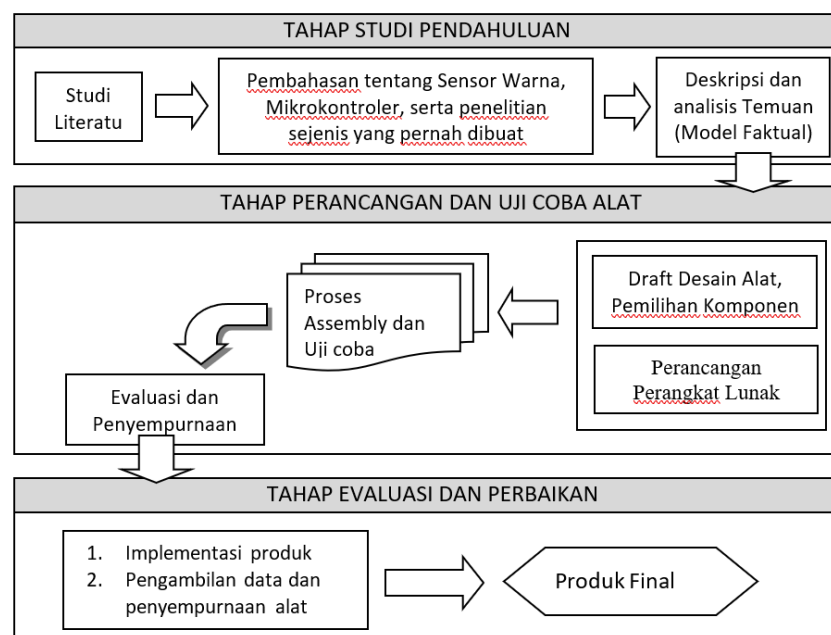 TAHAP STUDI PENDAHULUAN
Studi
Literatu
Pembahasan tentang Sensor Warna,
Mikrokontroler, serta penelitian
sejenis yang pernah dibuat
Deskripsi dan
analisis Temuan
(Model Faktual)
TAHAP PERANCANGAN DAN UJI COBA ALAT
Draft Desain Alat,
Pemilihan Komponen
Perancangan
Perangkat Lunak
Proses
Assembly dan
Uji coba
Evaluasi dan
Penyempurnaan
TAHAP EVALUASI DAN PERBAIKAN
1. Implementasi produk
2. Pengambilan data dan
penyempurnaan alat
Produk Final